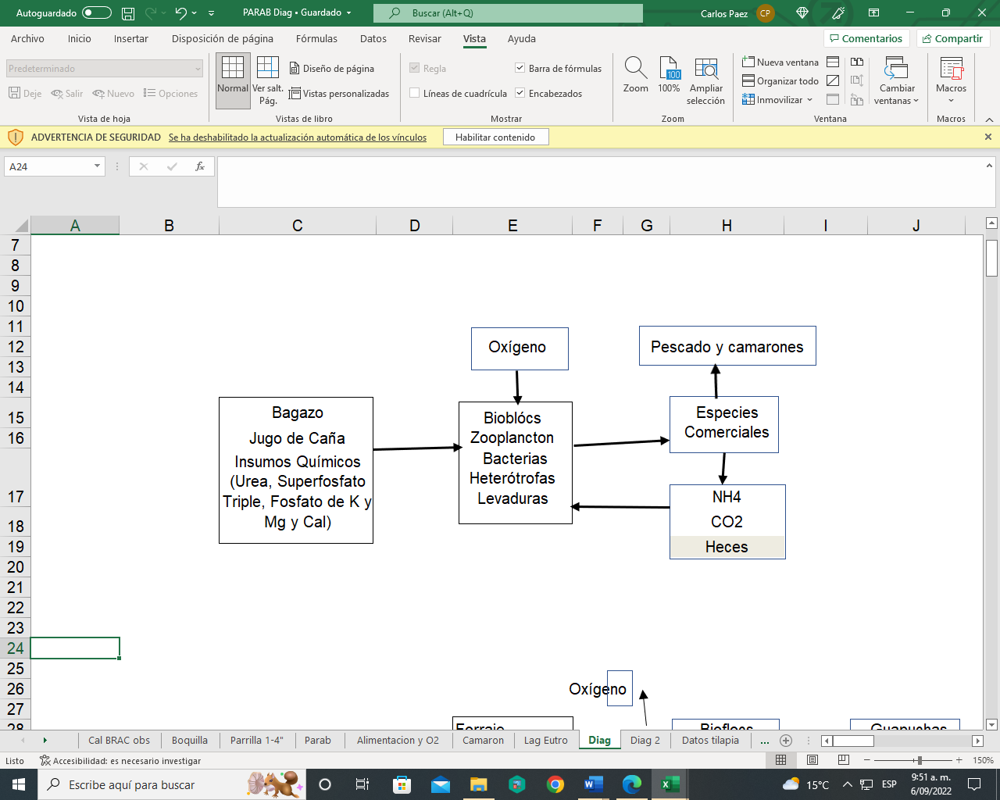 Autoguardado
PARAB Diag • Guardado
Buscar (Alt+Q)
Carlos Paez
CP
Archivo
Inicio
Insertar
Disposición de página
Fórmulas
Datos
Revisar
Vista
Ayuda
Comentarios
Compartir
Predeterminado
Deje
Salir
Nuevo
Opciones
Vista de hoja
Normal
Ver salt.
Pág.
Diseño de página
Vistas personalizadas
Vistas de libro
Regla
Barra de fórmulas
Líneas de cuadrícula
Encabezados
Mostrar
Zoom
100
100%
Ampliar
selección
Zoom
Nueva ventana
Organizar todo
Inmovilizar
Cambiar
ventanas
Ventana
Macros
Macros
ADVERTENCIA DE SEGURIDAD
Se ha deshabilitado la actualización automática de los vínculos
Habilitar contenido
A24
fx
A B C D E F G H I J
7
8
9
10
11
12
13
14
15
16
17
18
19
20
21
22
23
24
25
26
27
28
Oxígeno
Pescado y camarones
Bagazo
Jugo de Caña
Insumos Químicos
(Urea, Superfosfato
Triple, Fosfato de K y
Mg y Cal)
Bioblócs
Zooplancton
Bacterias
Heterótrofas
Levaduras
Especies
Comerciales
NH4
CO2
Heces
Oxígeno
Forraje
Bioflocs
Guapuchas
Cal BRAC obs
Boquilla
Parrilla 1-4"
Parab
Alimentacion y O2
Camaron
Lag Eutro
Diag
Diag 2
Datos tilapia
...
Listo
Accesibilidad: es necesario investigar
150%
Escribe aquí para buscar
15°C
ESP
9:51 a. m.
6/09/2022